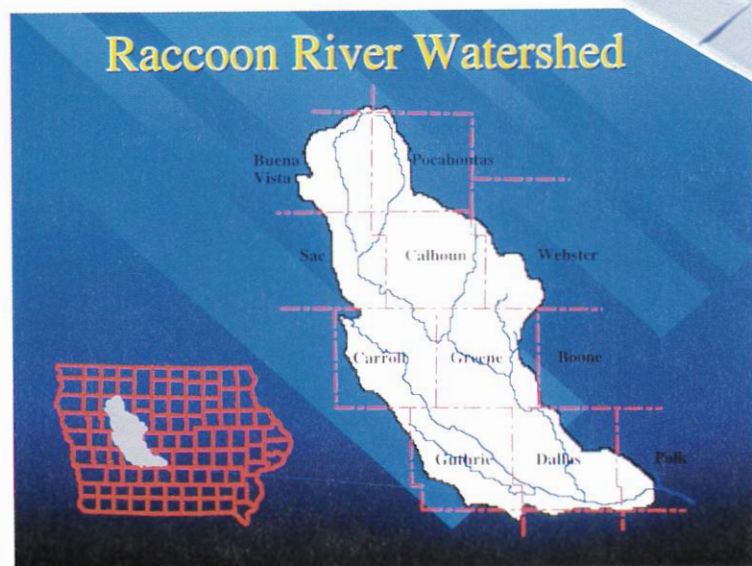 Raccoon River Watershed
Buena Vista
Pocahontas
Sac
Calhoun
Webster
Carroll
Greene
Boone
Guthrie
Dallas
Polk